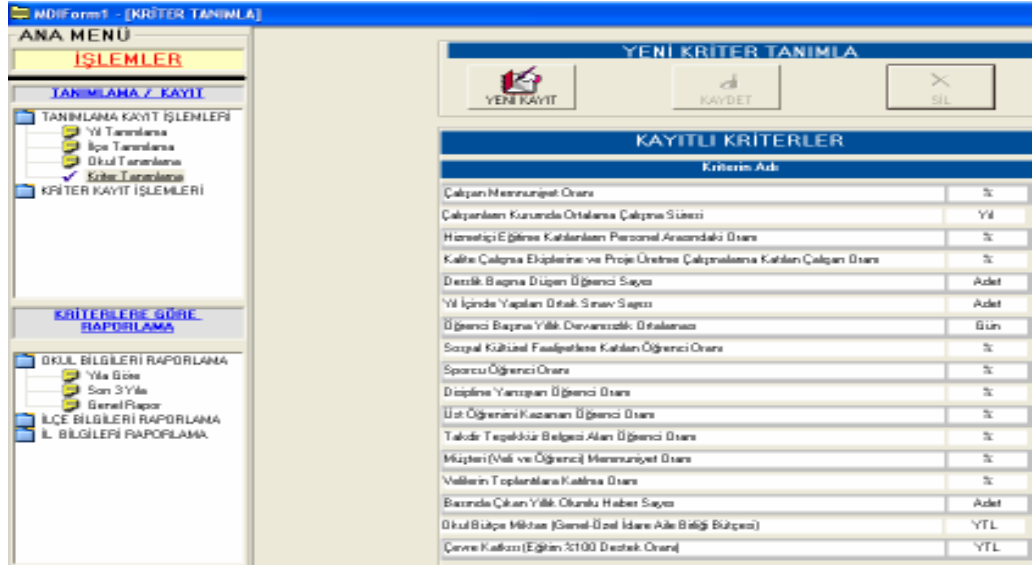 MDIForm1 - [KRİTER TANIMLA]
ANA MENÜ
İŞLEMLER
TANIMLAMA / KAYIT
TANIMLAMA KAYIT İŞLEMLERİ
Yıl Tanımlama
İlçe Tanımlama
Okul Tanımlama
Kriter Tanımlama
KRİTER KAYIT İŞLEMLERİ
KRİTERLERE GÖRE
RAPORLAMA
OKUL BİLGİLERİ RAPORLAMA
Yıla Göre
Son 3 Yıla
Genel Rapor
İLÇE BİLGİLERİ RAPORLAMA
İL BİLGİLERİ RAPORLAMA
YENİ KRİTER TANIMLA
YENİ KAYIT KAYDET SİL
KAYITLI KRİTERLER
Kriterin Adı
Çalışan Memnuniyet Oranı %
Çalışanların Kurumda Ortalama Çalışma Süresi Yıl
Hizmetiçi Eğitime Katılanların Personel Arasındaki Oranı %
Kalite Çalışma Ekiplerine ve Proje Üretme Çalışmalarına Katılan Çalışan Oranı %
Derslik Başına Düşen Öğrenci Sayısı Adet
Yıl İçinde Yapılan Ortak Sınav Sayısı Adet
Öğrenci Başına Yıllık Devamsızlık Ortalaması Gün
Sosyal Kültürel Faaliyetlere Katılan Öğrenci Oranı %
Sporcu Öğrenci Oranı %
Disipline Yansıyan Öğrenci Oranı %
Üst Öğrenimi Kazanan Öğrenci Oranı %
Takdir Teşekkür Belgesi Alan Öğrenci Oranı %
Müşteri (Veli ve Öğrenci) Memnuniyet Oranı %
Velilerin Toplantılara Katılma Oranı %
Basında Çıkan Yıllık Olumlu Haber Sayısı Adet
Okul Bütçe Miktarı (Genel-Özel İdare Aile Birliği Bütçesi) YTL
Çevre Katkısı (Eğitim %100 Destek Oranı) YTL